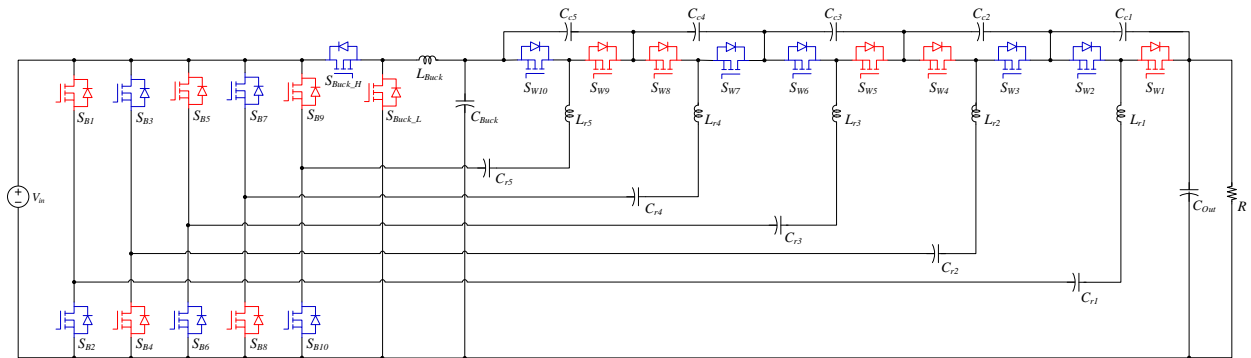 C_c5 C_c4 C_c3 C_c2 C_c1
S_Buck_H L_Buck S_W10 S_W9 S_W8 S_W7 S_W6 S_W5 S_W4 S_W3 S_W2 S_W1
S_B1 S_B3 S_B5 S_B7 S_B9 S_Buck_L C_Buck L_r5 L_r4 L_r3 L_r2 L_r1
C_r5
V_in C_r4 C_Out R
C_r3
C_r2
C_r1
S_B2 S_B4 S_B6 S_B8 S_B10